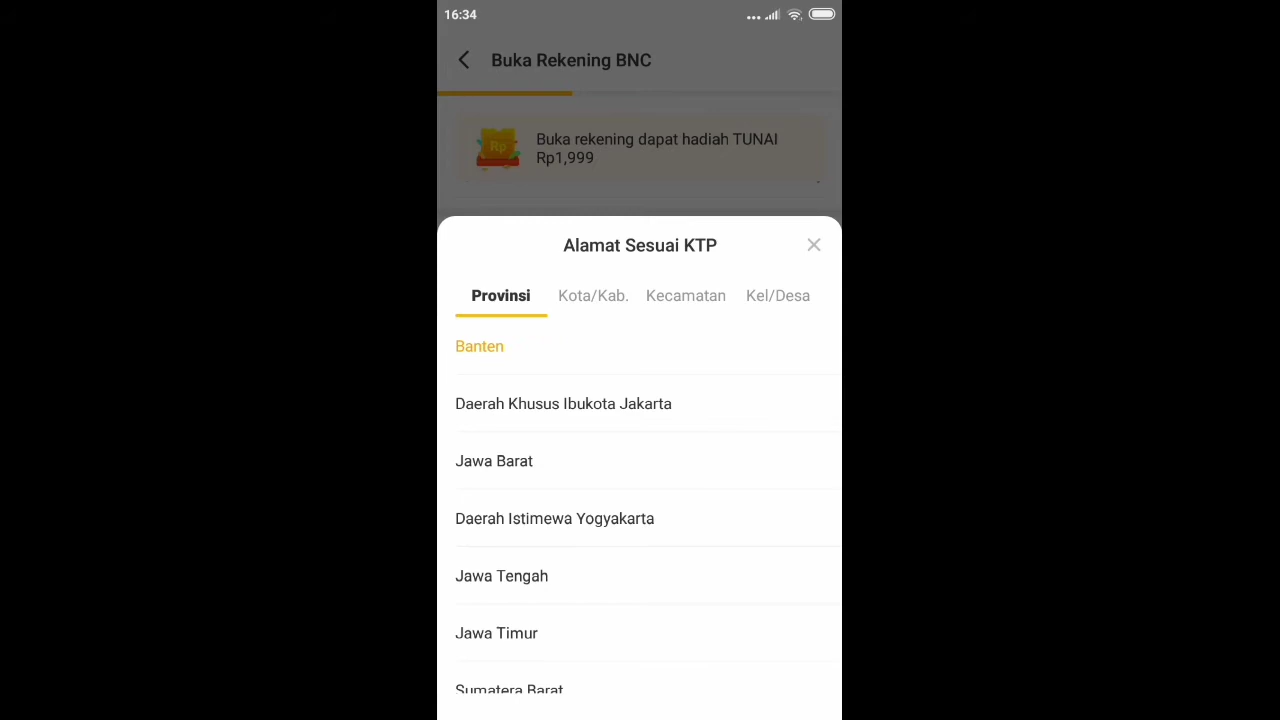 16:34
Buka Rekening BNC
Buka rekening dapat hadiah TUNAI
Rp1,999
Rp
Alamat Sesuai KTP
Provinsi Kota/Kab. Kecamatan Kel/Desa
Banten
Daerah Khusus Ibukota Jakarta
Jawa Barat
Daerah Istimewa Yogyakarta
Jawa Tengah
Jawa Timur
Sumatera Barat